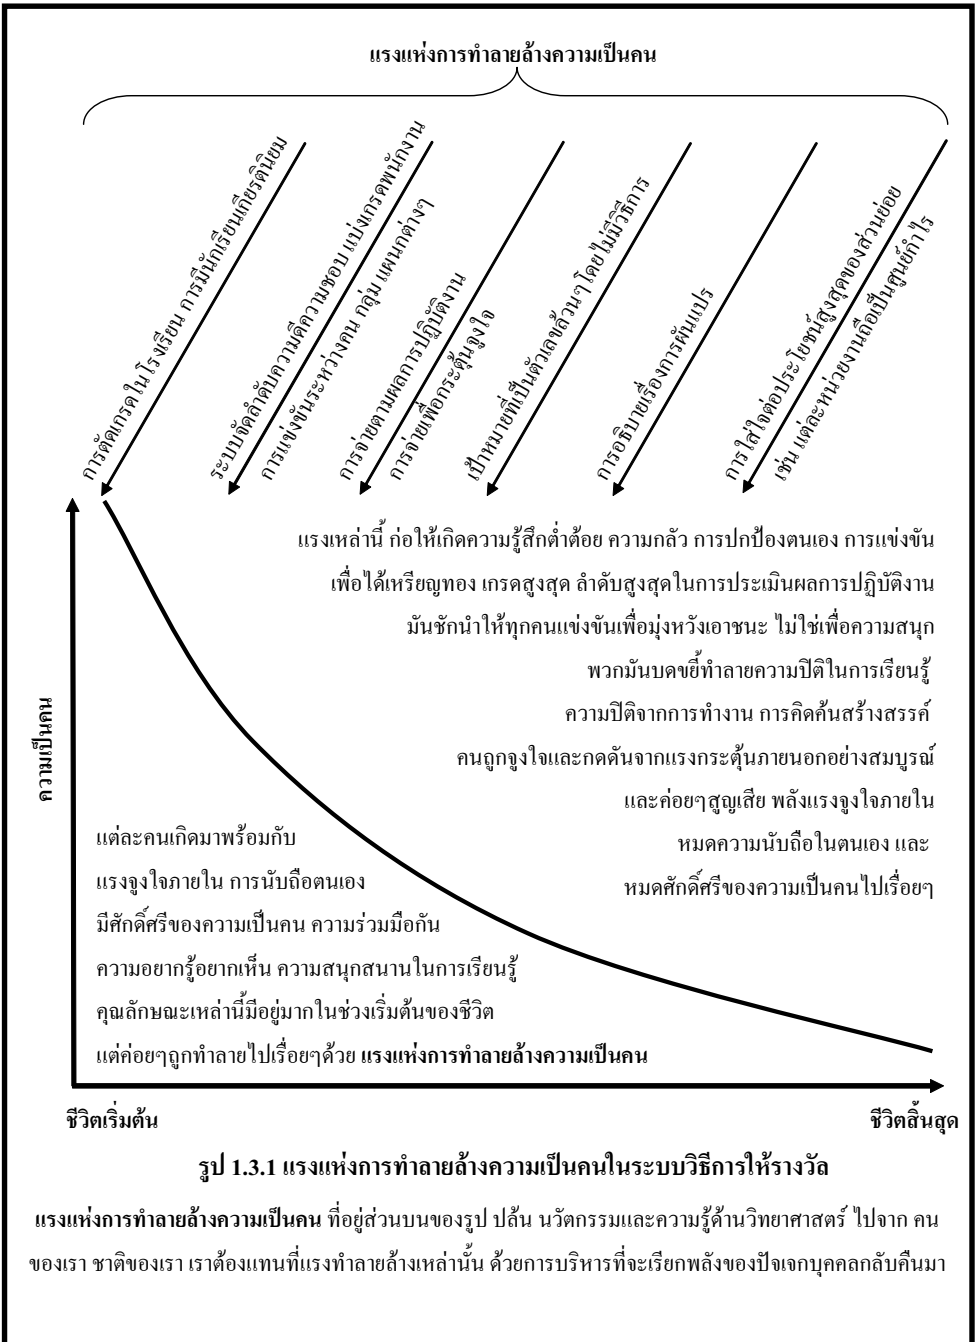 แรงแห่งการทำลายล้างความเป็นคน
การตัดเกรดในโรงเรียน การมีนักเรียนเกียรตินิยม
ระบบจัดลำดับความดีความชอบ แบ่งเกรดพนักงาน
การแข่งขันระหว่างคน กลุ่ม แผนกต่างๆ
การจ่ายตามผลการปฏิบัติงาน
การจ่ายเพื่อกระตุ้นจูงใจ
เป้าหมายที่เป็นตัวเลขล้วนๆโดยไม่มีวิธีการ
การอธิบายเรื่องการผันแปร
การใส่ใจต่อประโยชน์สูงสุดของส่วนย่อย
เช่น แต่ละหน่วยงานถือเป็นศูนย์กำไร
แรงเหล่านี้ ก่อให้เกิดความรู้สึกต่ำต้อย ความกลัว การปกป้องตนเอง การแข่งขัน
เพื่อได้เหรียญทอง เกรดสูงสุด ลำดับสูงสุดในการประเมินผลการปฏิบัติงาน
มันชักนำให้ทุกคนแข่งขันเพื่อมุ่งหวังเอาชนะ ไม่ใช่เพื่อความสนุก
พวกมันบดขยี้ทำลายความปิติในการเรียนรู้
ความปิติจากการทำงาน การคิดค้นสร้างสรรค์
คนถูกจูงใจและกดดันจากแรงกระตุ้นภายนอกอย่างสมบูรณ์
และค่อยๆสูญเสีย พลังแรงจูงใจภายใน
หมดความนับถือในตนเอง และ
หมดศักดิ์ศรีของความเป็นคนไปเรื่อยๆ
ความเป็นคน
แต่ละคนเกิดมาพร้อมกับ
แรงจูงใจภายใน การนับถือตนเอง
มีศักดิ์ศรีของความเป็นคน ความร่วมมือกัน
ความอยากรู้อยากเห็น ความสนุกสนานในการเรียนรู้
คุณลักษณะเหล่านี้มีอยู่มากในช่วงเริ่มต้นของชีวิต
แต่ค่อยๆถูกทำลายไปเรื่อยๆด้วย แรงแห่งการทำลายล้างความเป็นคน
ชีวิตเริ่มต้น
ชีวิตสิ้นสุด
รูป 1.3.1 แรงแห่งการทำลายล้างความเป็นคนในระบบวิธีการให้รางวัล
แรงแห่งการทำลายล้างความเป็นคน ที่อยู่ส่วนบนของรูป ปล้น นวัตกรรมและความรู้ด้านวิทยาศาสตร์ ไปจาก คน
ของเรา ชาติของเรา เราต้องแทนที่แรงทำลายล้างเหล่านั้น ด้วยการบริหารที่จะเรียกพลังของปัจเจกบุคคลกลับคืนมา